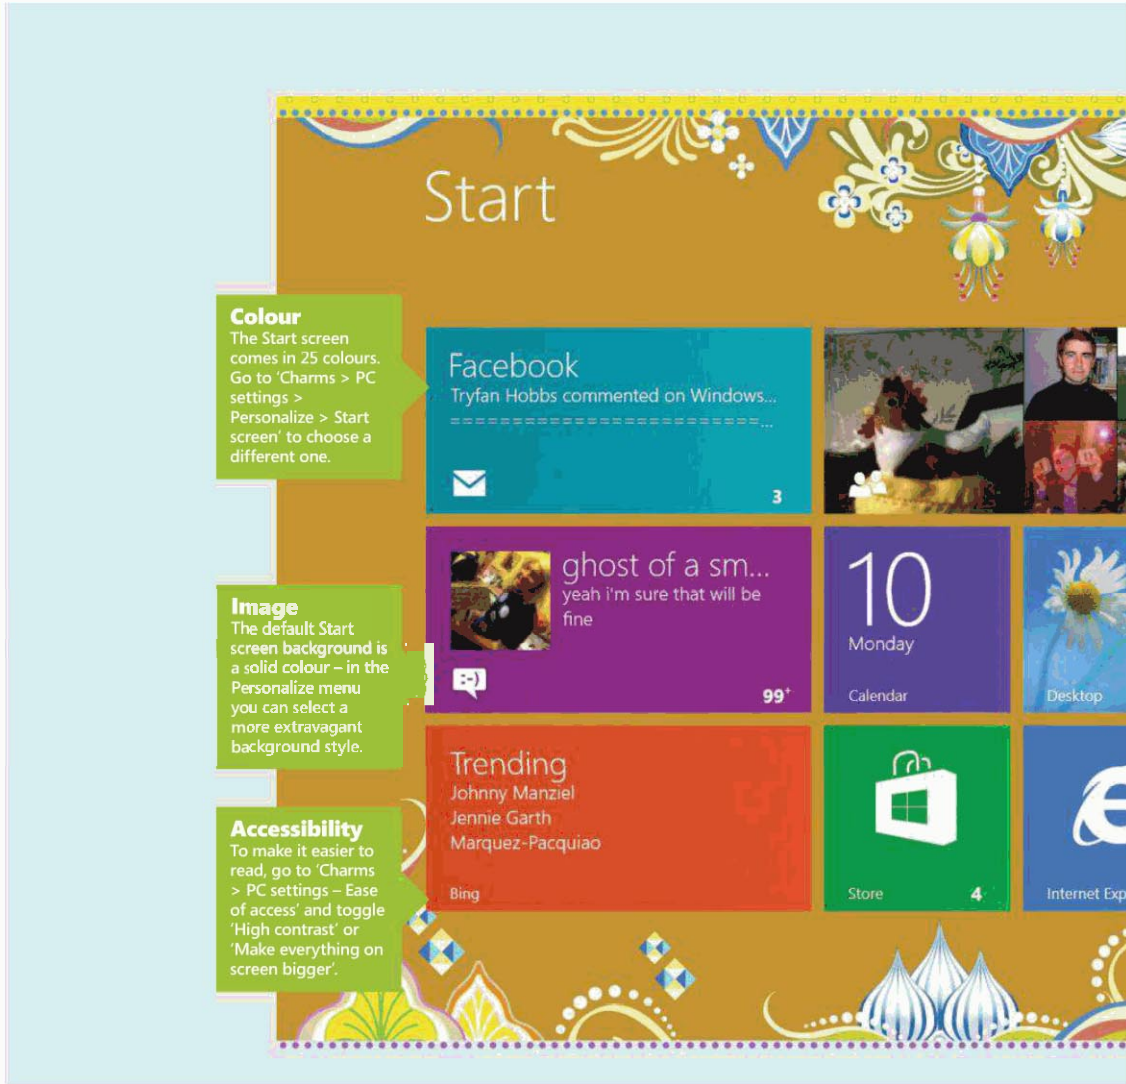 Start
Colour
The Start screen
comes in 25 colours.
Go to ‘Charms > PC
settings >
Personalize > Start
screen’ to choose a
different one.
Facebook
Tryfan Hobbs commented on Windows...
==========================...
3
Image
The default Start
screen background is
a solid colour – in the
Personalize menu
you can select a
more extravagant
background style.
ghost of a sm...
yeah i'm sure that will be
fine
:-)
99+
10
Monday
Calendar
Desktop
Accessibility
To make it easier to
read, go to ‘Charms
> PC settings – Ease
of access’ and toggle
‘High contrast’ or
‘Make everything on
screen bigger’.
Trending
Johnny Manziel
Jennie Garth
Marquez-Pacquiao
Bing
Store
4
Internet Exp